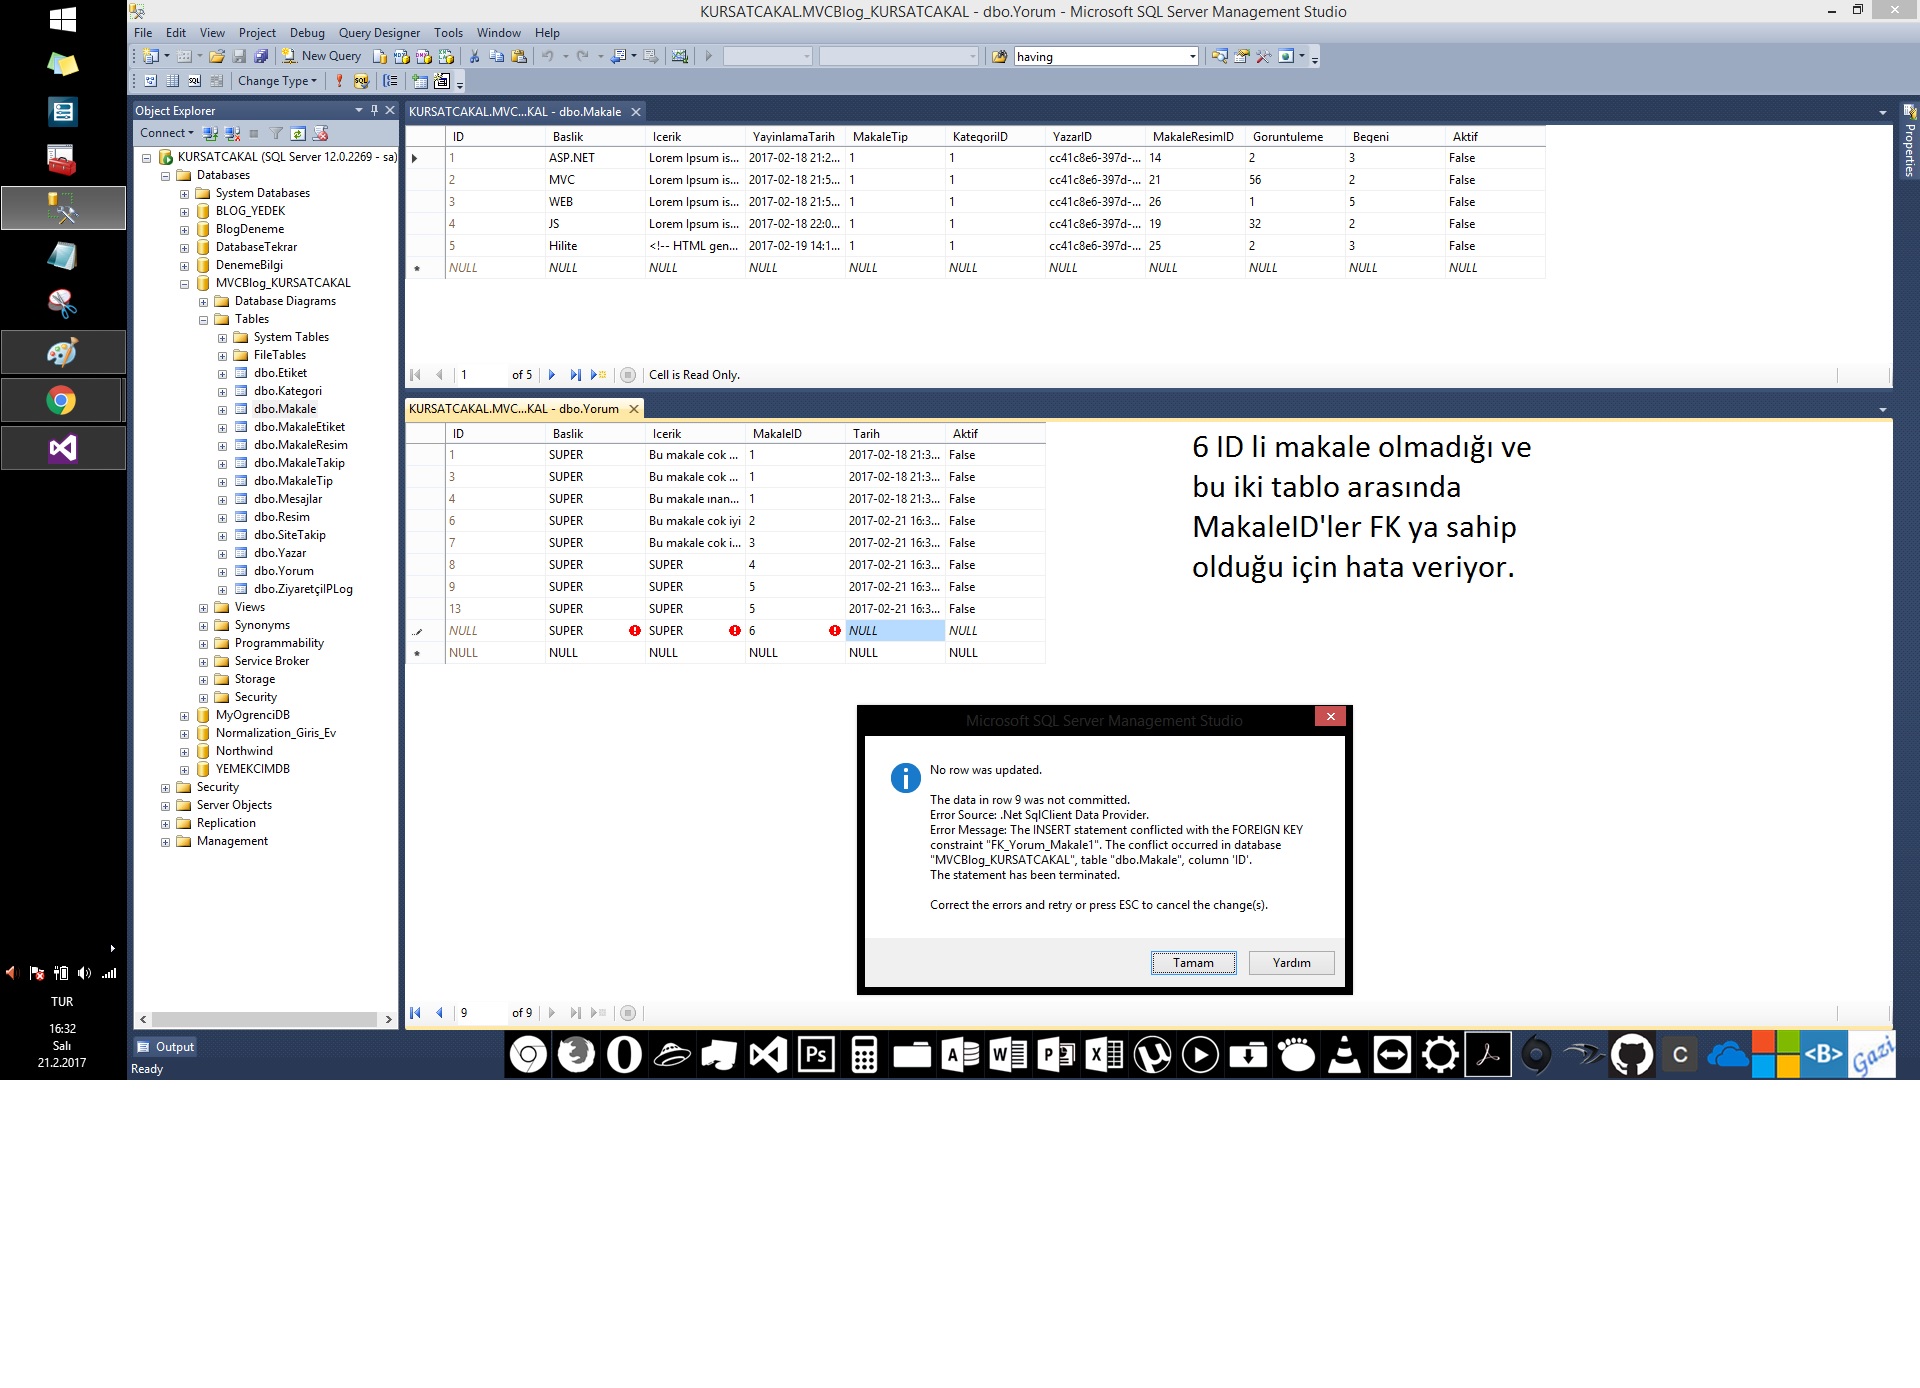 KURSATCAKAL.MVCBlog_KURSATCAKAL - dbo.Yorum - Microsoft SQL Server Management Studio
File Edit View Project Debug Query Designer Tools Window Help
New Query having
Change Type
Object Explorer
Connect
KURSATCAKAL (SQL Server 12.0.2269 - sa)
Databases
System Databases
BLOG_YEDEK
BlogDeneme
DatabaseTekrar
DenemeBilgi
MVCBlog_KURSATCAKAL
Database Diagrams
Tables
System Tables
FileTables
dbo.Etiket
dbo.Kategori
dbo.Makale
dbo.MakaleEtiket
dbo.MakaleResim
dbo.MakaleTakip
dbo.MakaleTip
dbo.Mesajlar
dbo.Resim
dbo.SiteTakip
dbo.Yazar
dbo.Yorum
dbo.ZiyaretçiIPLog
Views
Synonyms
Programmability
Service Broker
Storage
Security
MyOgrenciDB
Normalization_Giris_Ev
Northwind
YEMEKCIMDB
Security
Server Objects
Replication
Management
KURSATCAKAL.MVC...KAL - dbo.Makale
ID Baslik Icerik YayinlamaTarih MakaleTip KategoriID YazarID MakaleResimID Goruntuleme Begeni Aktif
1 ASP.NET Lorem Ipsum is... 2017-02-18 21:2... 1 1 cc41c8e6-397d-... 14 2 3 False
2 MVC Lorem Ipsum is... 2017-02-18 21:5... 1 1 cc41c8e6-397d-... 21 56 2 False
3 WEB Lorem Ipsum is... 2017-02-18 21:5... 1 1 cc41c8e6-397d-... 26 1 5 False
4 JS Lorem Ipsum is... 2017-02-18 22:0... 1 1 cc41c8e6-397d-... 19 32 2 False
5 Hilite <!-- HTML gen... 2017-02-19 14:1... 1 1 cc41c8e6-397d-... 25 2 3 False
NULL NULL NULL NULL NULL NULL NULL NULL NULL NULL NULL
1 of 5 Cell is Read Only.
Properties
KURSATCAKAL.MVC...KAL - dbo.Yorum
ID Baslik Icerik MakaleID Tarih Aktif
1 SUPER Bu makale cok ... 1 2017-02-18 21:3... False
3 SUPER Bu makale cok ... 1 2017-02-18 21:3... False
4 SUPER Bu makale ınan... 1 2017-02-18 21:3... False
6 SUPER Bu makale cok iyi 2 2017-02-21 16:3... False
7 SUPER Bu makale cok i... 3 2017-02-21 16:3... False
8 SUPER SUPER 4 2017-02-21 16:3... False
9 SUPER SUPER 5 2017-02-21 16:3... False
13 SUPER SUPER 5 2017-02-21 16:3... False
NULL SUPER SUPER 6 NULL NULL
NULL NULL NULL NULL NULL NULL
6 ID li makale olmadığı ve
bu iki tablo arasında
MakaleID'ler FK ya sahip
olduğu için hata veriyor.
Microsoft SQL Server Management Studio
No row was updated.
The data in row 9 was not committed.
Error Source: .Net SqlClient Data Provider.
Error Message: The INSERT statement conflicted with the FOREIGN KEY
constraint "FK_Yorum_Makale1". The conflict occurred in database
"MVCBlog_KURSATCAKAL", table "dbo.Makale", column 'ID'.
The statement has been terminated.
Correct the errors and retry or press ESC to cancel the change(s).
Tamam Yardım
9 of 9
Output
Ready
TUR
16:32
Salı
21.2.2017
Ps
<B>
Gazi